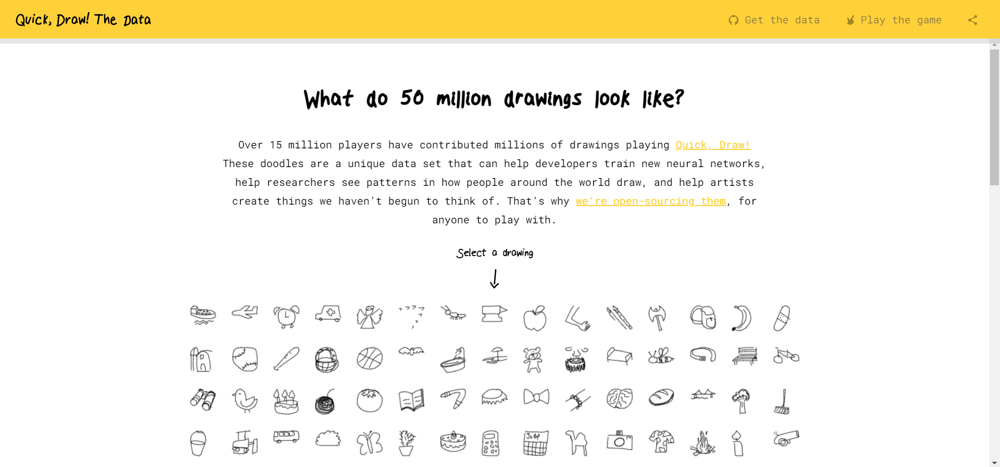 Quick, Draw! The Data
Get the data
Play the game
What do 50 million drawings look like?
Over 15 million players have contributed millions of drawings playing Quick, Draw!
These doodles are a unique data set that can help developers train new neural networks,
help researchers see patterns in how people around the world draw, and help artists
create things we haven’t begun to think of. That’s why we’re open-sourcing them, for
anyone to play with.
Select a drawing